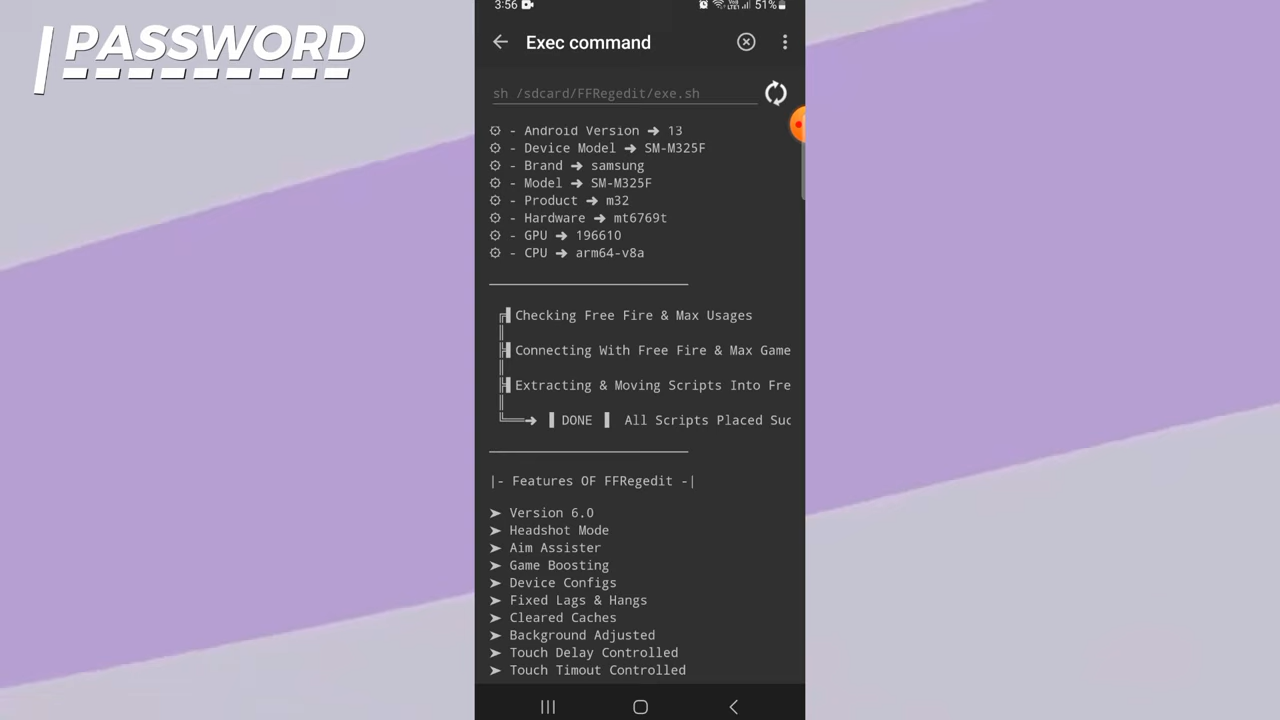 PASSWORD
3:56
51%
Exec command
sh /sdcard/FFRegedit/exe.sh
⚙ - Android Version ➜ 13
⚙ - Device Model ➜ SM-M325F
⚙ - Brand ➜ samsung
⚙ - Model ➜ SM-M325F
⚙ - Product ➜ m32
⚙ - Hardware ➜ mt6769t
⚙ - GPU ➜ 196610
⚙ - CPU ➜ arm64-v8a
Checking Free Fire & Max Usages
Connecting With Free Fire & Max Game
Extracting & Moving Scripts Into Fre
DONE All Scripts Placed Suc
|- Features OF FFRegedit -|
➤ Version 6.0
➤ Headshot Mode
➤ Aim Assister
➤ Game Boosting
➤ Device Configs
➤ Fixed Lags & Hangs
➤ Cleared Caches
➤ Background Adjusted
➤ Touch Delay Controlled
➤ Touch Timout Controlled